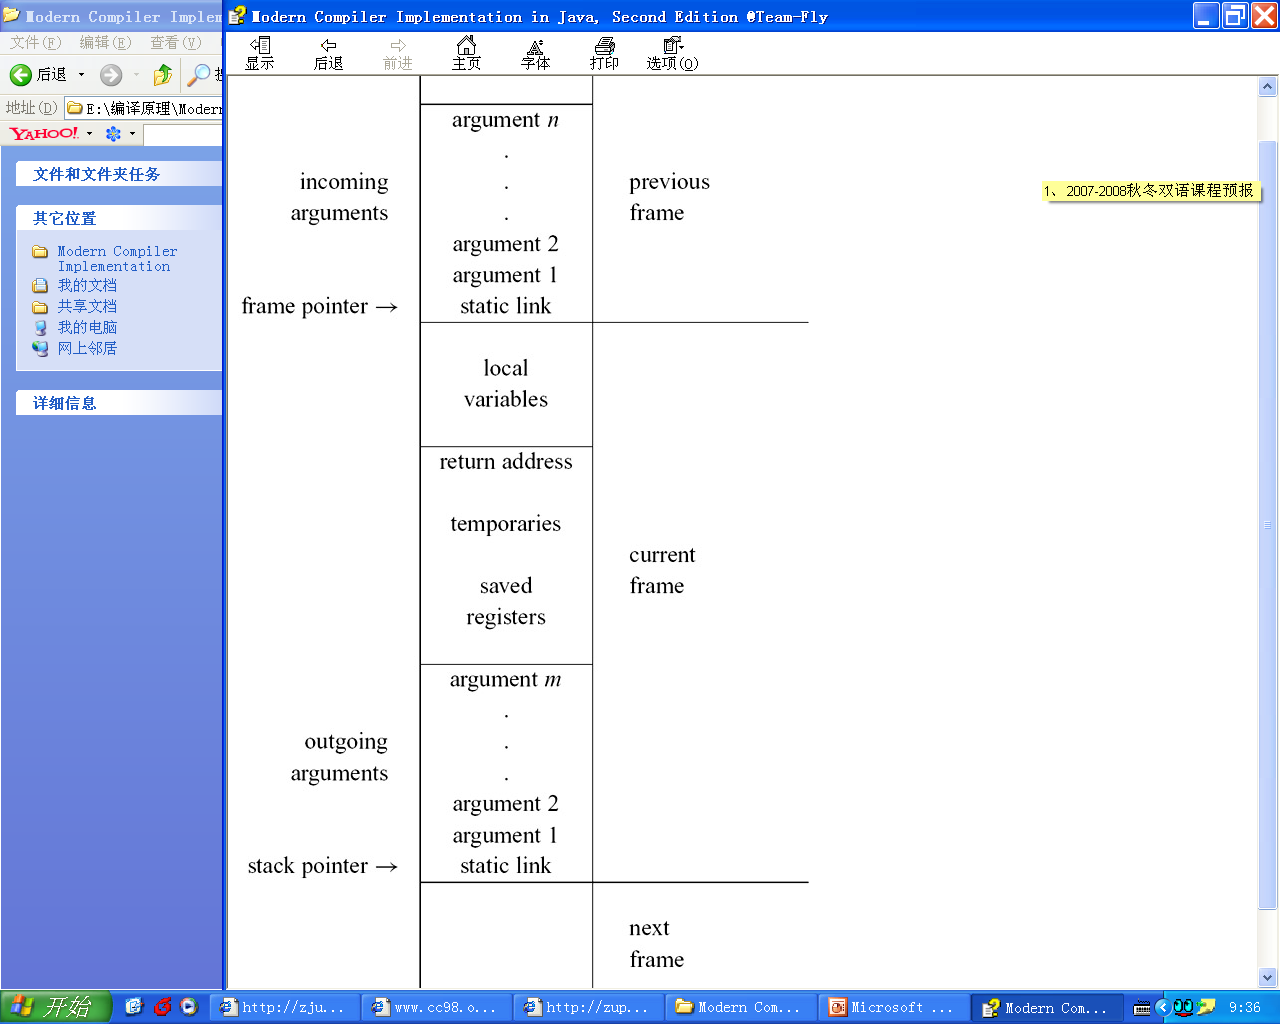 Modern Compiler Implem
Modern Compiler Implementation in Java, Second Edition @Team-Fly
文件(F) 编辑(E) 查看(V)
后退
显示 后退 前进 主页 字体 打印 选项(O)
地址(D) E:\编译原理\Modern
YAHOO!
文件和文件夹任务
其它位置
Modern Compiler
Implementation
我的文档
共享文档
我的电脑
网上邻居
详细信息
argument n
.
incoming . previous
arguments . frame
argument 2
argument 1
frame pointer → static link
local
variables
return address
temporaries
current
saved frame
registers
argument m
.
outgoing .
arguments .
argument 2
argument 1
stack pointer → static link
next
frame
1、2007-2008秋冬双语课程预报
开始 http://zju... www.cc98.o... http://zup... Modern Com... Microsoft ... Modern Com... 9:36